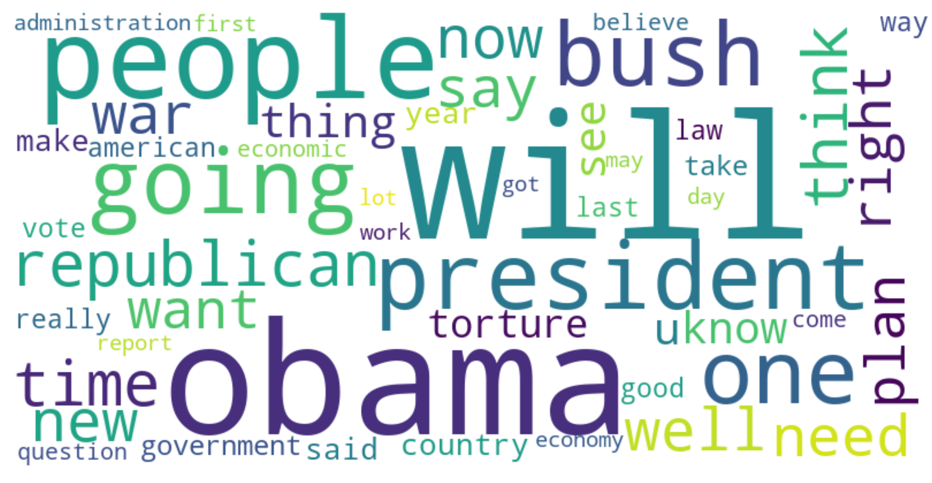 administration first believe way
people now bush think
war say
thing year see law right
make american economic may take
going will got
lot last day
vote work
republican president
want plan
really torture u know come
report
time obama one
new good
well need
question government said country economy